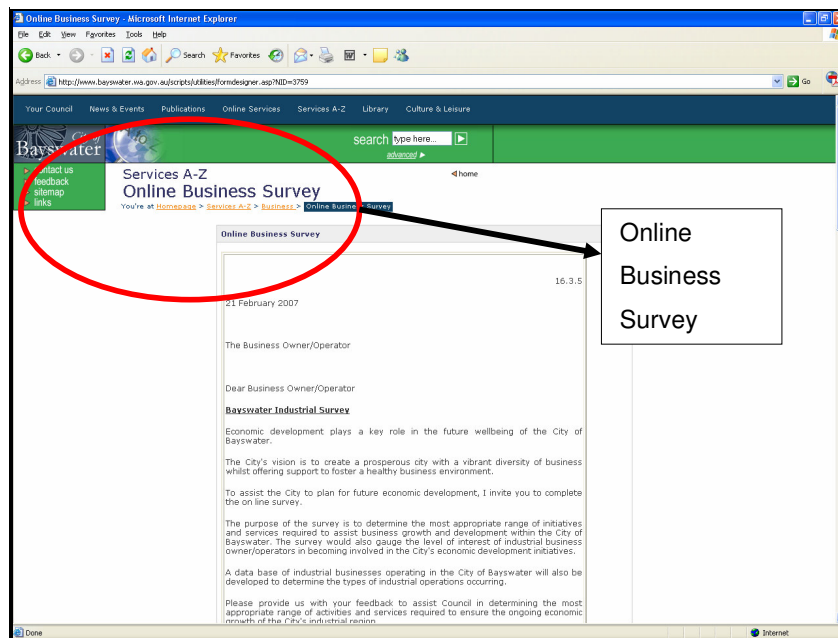 Online Business Survey - Microsoft Internet Explorer
File Edit View Favorites Tools Help
Back Search Favorites
Address http://www.bayswater.wa.gov.au/scripts/utilities/formdesigner.asp?NID=3759 Go
Your Council News & Events Publications Online Services Services A-Z Library Culture & Leisure
City of
Bayswater
search type here...
advanced
contact us
feedback
sitemap
links
Services A-Z
home
Online Business Survey
You're at Homepage > Services A-Z > Business > Online Business Survey
Online Business Survey
16.3.5
21 February 2007
The Business Owner/Operator
Dear Business Owner/Operator
Bayswater Industrial Survey
Economic development plays a key role in the future wellbeing of the City of
Bayswater.
The City's vision is to create a prosperous city with a vibrant diversity of business
whilst offering support to foster a healthy business environment.
To assist the City to plan for future economic development, I invite you to complete
the on line survey.
The purpose of the survey is to determine the most appropriate range of initiatives
and services required to assist business growth and development within the City of
Bayswater. The survey would also gauge the level of interest of industrial business
owner/operators in becoming involved in the City's economic development initiatives.
A data base of industrial businesses operating in the City of Bayswater will also be
developed to determine the types of industrial operations occurring.
Please provide us with your feedback to assist Council in determining the most
appropriate range of activities and services required to ensure the ongoing economic
growth of the City's industrial region
Online
Business
Survey
Done Internet